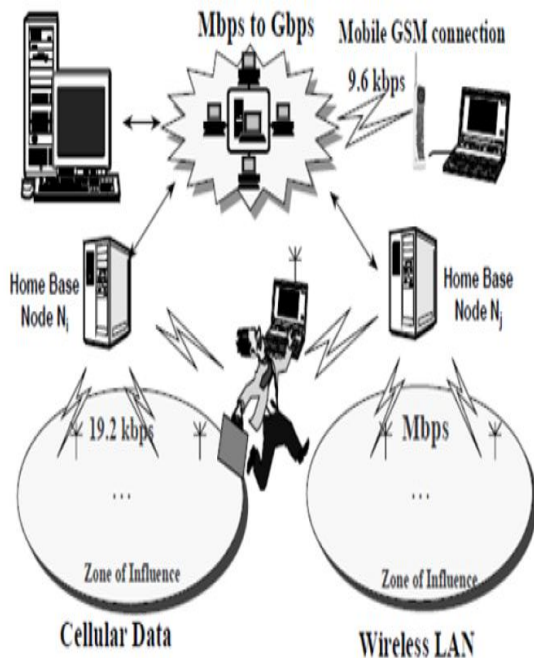 Mbps to Gbps
Mobile GSM connection
9.6 kbps
Home Base
Node Ni
Home Base
Node Nj
19.2 kbps
Mbps
...
...
Zone of Influence
Zone of Influence
Cellular Data
Wireless LAN